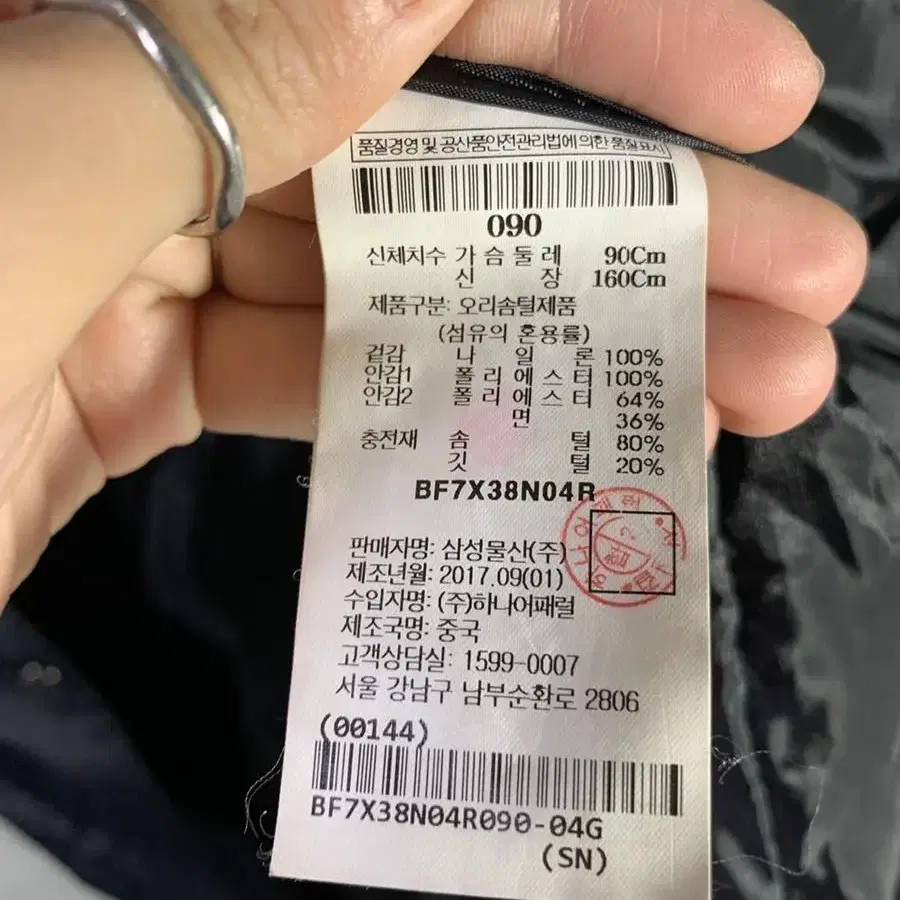 품질경영 및 공산품안전관리법에 의한 품질표시
090
신체치수 가 슴 둘 레 90Cm
신 장 160Cm
제품구분: 오리솜털제품
(섬유의 혼용률)
겉감 나 일 론 100%
안감1 폴 리 에 스 터 100%
안감2 폴 리 에 스 터 64%
면 36%
충전재 솜 털 80%
깃 털 20%
BF7X38N04R
판매자명: 삼성물산(주)
제조년월: 2017.09(01)
수입자명: (주)하나어패럴
제조국명: 중국
고객상담실: 1599-0007
서울 강남구 남부순환로 2806
(00144)
BF7X38N04R090-04G
(SN)